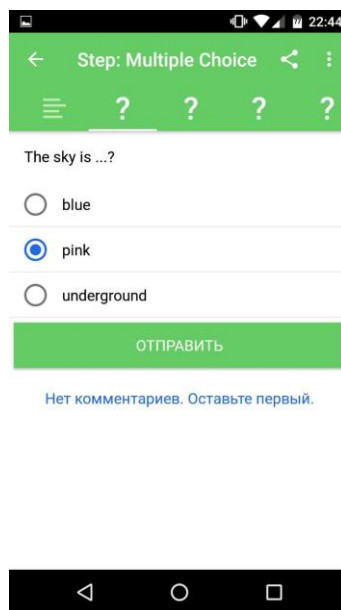 22:44
Step: Multiple Choice
? ? ? ?
The sky is ...?
blue
pink
underground
ОТПРАВИТЬ
Нет комментариев. Оставьте первый.